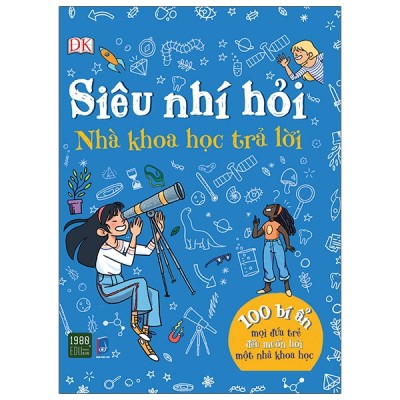 DK
Siêu nhí hỏi
Nhà khoa học trả lời
100 bí ẩn
mọi đứa trẻ
đều muốn hỏi
một nhà khoa học
1980
EDU